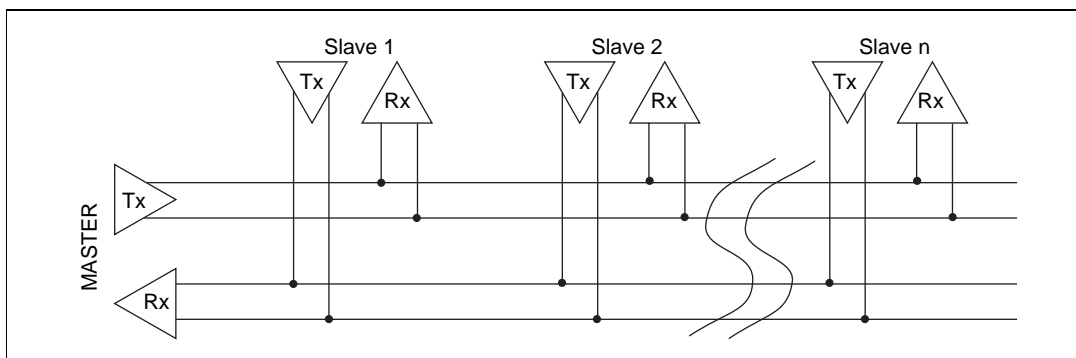 Slave 1
Slave 2
Slave n
Tx
Rx
Tx
Rx
Tx
Rx
MASTER
Tx
Rx